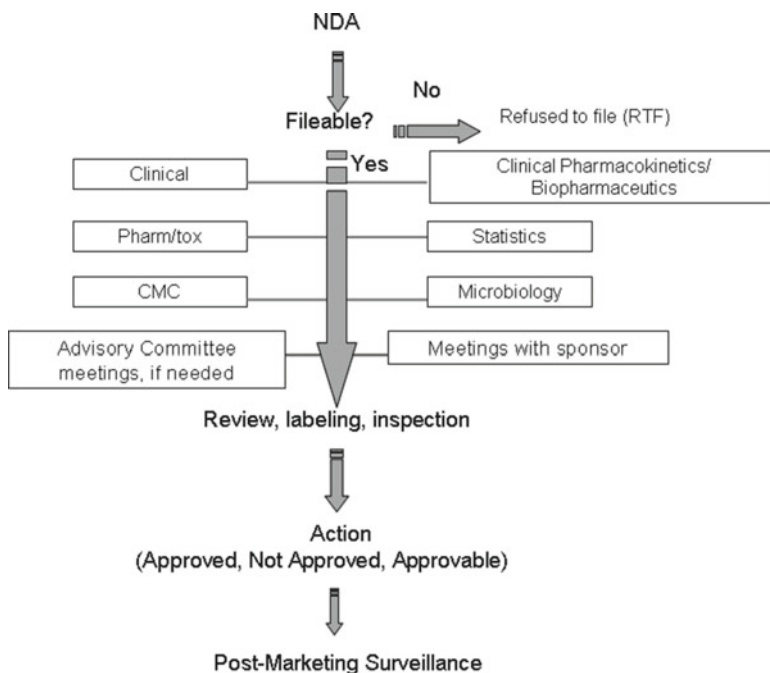 NDA
No
Fileable?
Refused to file (RTF)
Yes
Clinical
Clinical Pharmacokinetics/
Biopharmaceutics
Pharm/tox
Statistics
CMC
Microbiology
Advisory Committee
meetings, if needed
Meetings with sponsor
Review, labeling, inspection
Action
(Approved, Not Approved, Approvable)
Post-Marketing Surveillance